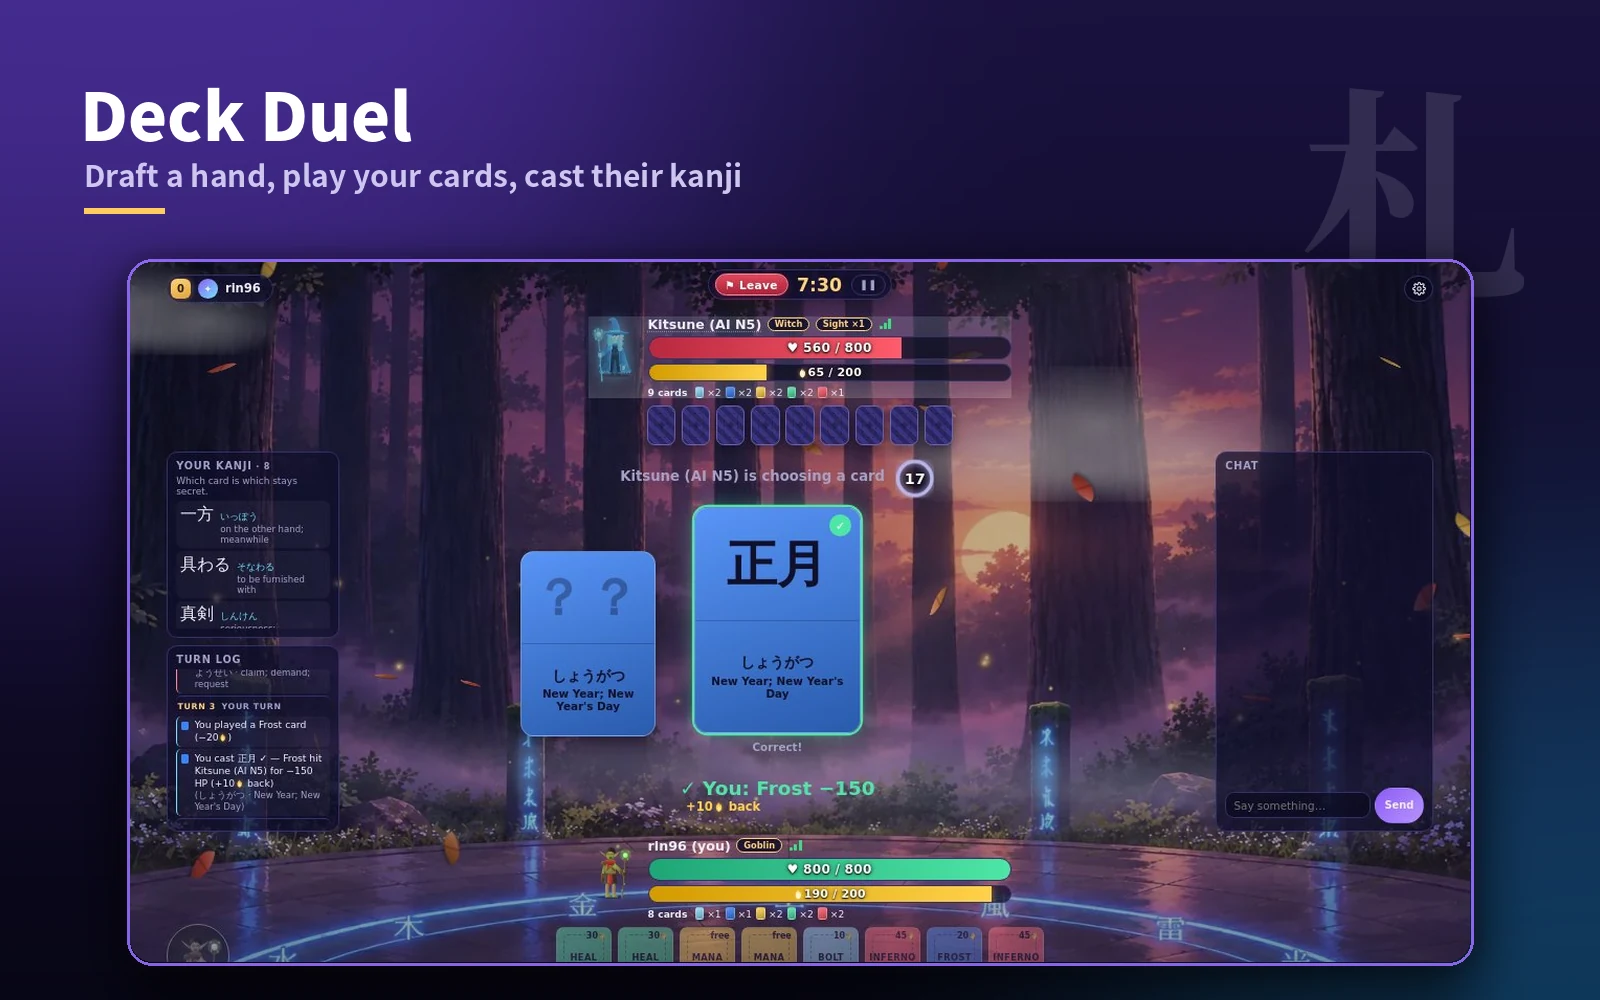 Deck Duel
Draft a hand, play your cards, cast their kanji
札
0 rin96
Leave 7:30
Kitsune (AI N5) Witch Sight ×1
560 / 800
65 / 200
9 cards ×2 ×2 ×2 ×2 ×1
Kitsune (AI N5) is choosing a card 17
YOUR KANJI · 8
Which card is which stays
secret.
一方 いっぽう
on the other hand;
meanwhile
具わる そなわる
to be furnished
with
真剣 しんけん
seriousness;
TURN LOG
ようせい · claim; demand;
request
TURN 3 YOUR TURN
You played a Frost card
(−20)
You cast 正月 ✓ — Frost hit
Kitsune (AI N5) for −150
HP (+10 back)
(しょうがつ · New Year; New
Year's Day)
? ?
しょうがつ
New Year; New
Year's Day
正月
しょうがつ
New Year; New Year's
Day
Correct!
✓ You: Frost −150
+10 back
CHAT
Say something...
Send
rin96 (you) Goblin
800 / 800
190 / 200
8 cards ×1 ×1 ×2 ×2 ×2
30 30 free free 10 45 20 45
HEAL HEAL MANA MANA BOLT INFERNO FROST INFERNO
木 金 風 雷